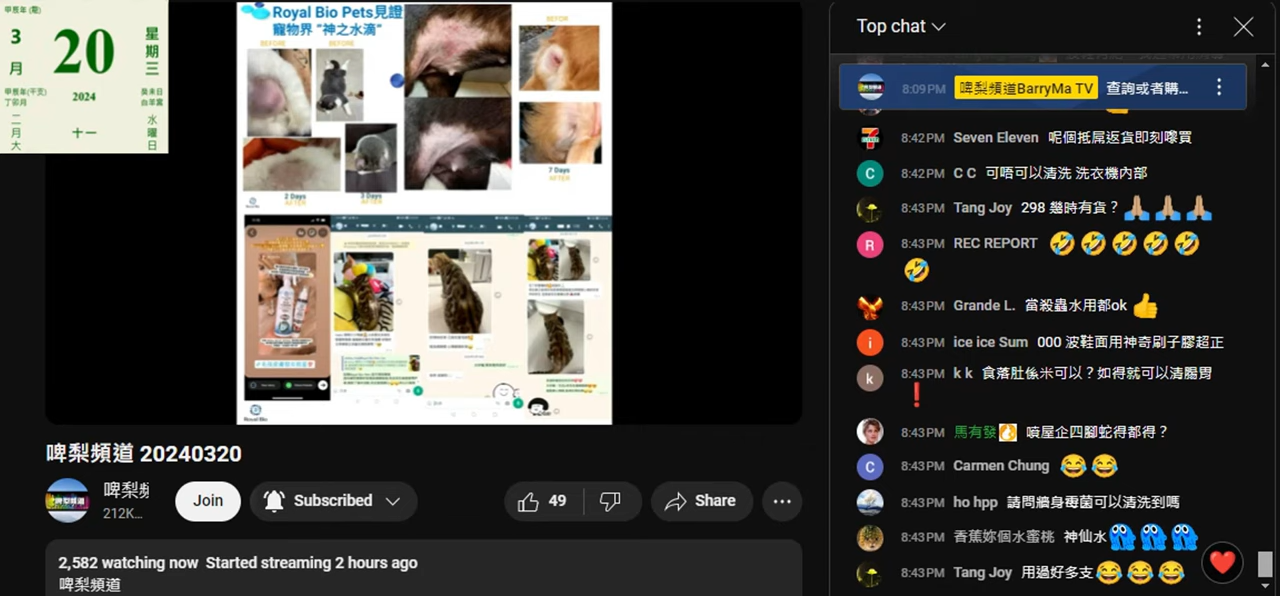 甲辰年 (龍)
3
月
20
星
期
三
2024
甲辰年(干支)
丁卯月
癸未日
二
月
大
十一
水
曜
日
Royal Bio Pets見證
寵物界 “神之水滴”
BEFORE
BEFORE
BEFOR
2 Days
AFTER
3 Days
AFTER
7 Days
AFTER
Royal Bio
啤梨頻道 20240320
啤梨頻
212K...
Join
Subscribed
49
Share
2,582 watching now Started streaming 2 hours ago
啤梨頻道
Top chat
8:09 PM 啤梨頻道BarryMa TV 查詢或者購...
8:42 PM Seven Eleven 呢個抵屌返貨即刻嚟買
8:42 PM C C 可唔可以清洗 洗衣機內部
8:43 PM Tang Joy 298 幾時有貨？🙏🙏🙏
8:43 PM REC REPORT 🤣🤣🤣🤣🤣
🤣
8:43 PM Grande L. 當殺蟲水用都ok 👍
8:43 PM ice ice Sum 000 波鞋面用神奇刷子膠超正
8:43 PM k k 食落肚係米可以？如得就可以清腸胃
❗
8:43 PM 馬有發 噴屋企四腳蛇得都得？
8:43 PM Carmen Chung 😂😂
8:43 PM ho hpp 請問牆身毒菌可以清洗到嗎
8:43 PM 香蕉妳個水蜜桃 神仙水
8:43 PM Tang Joy 用過好多支😂😂😂